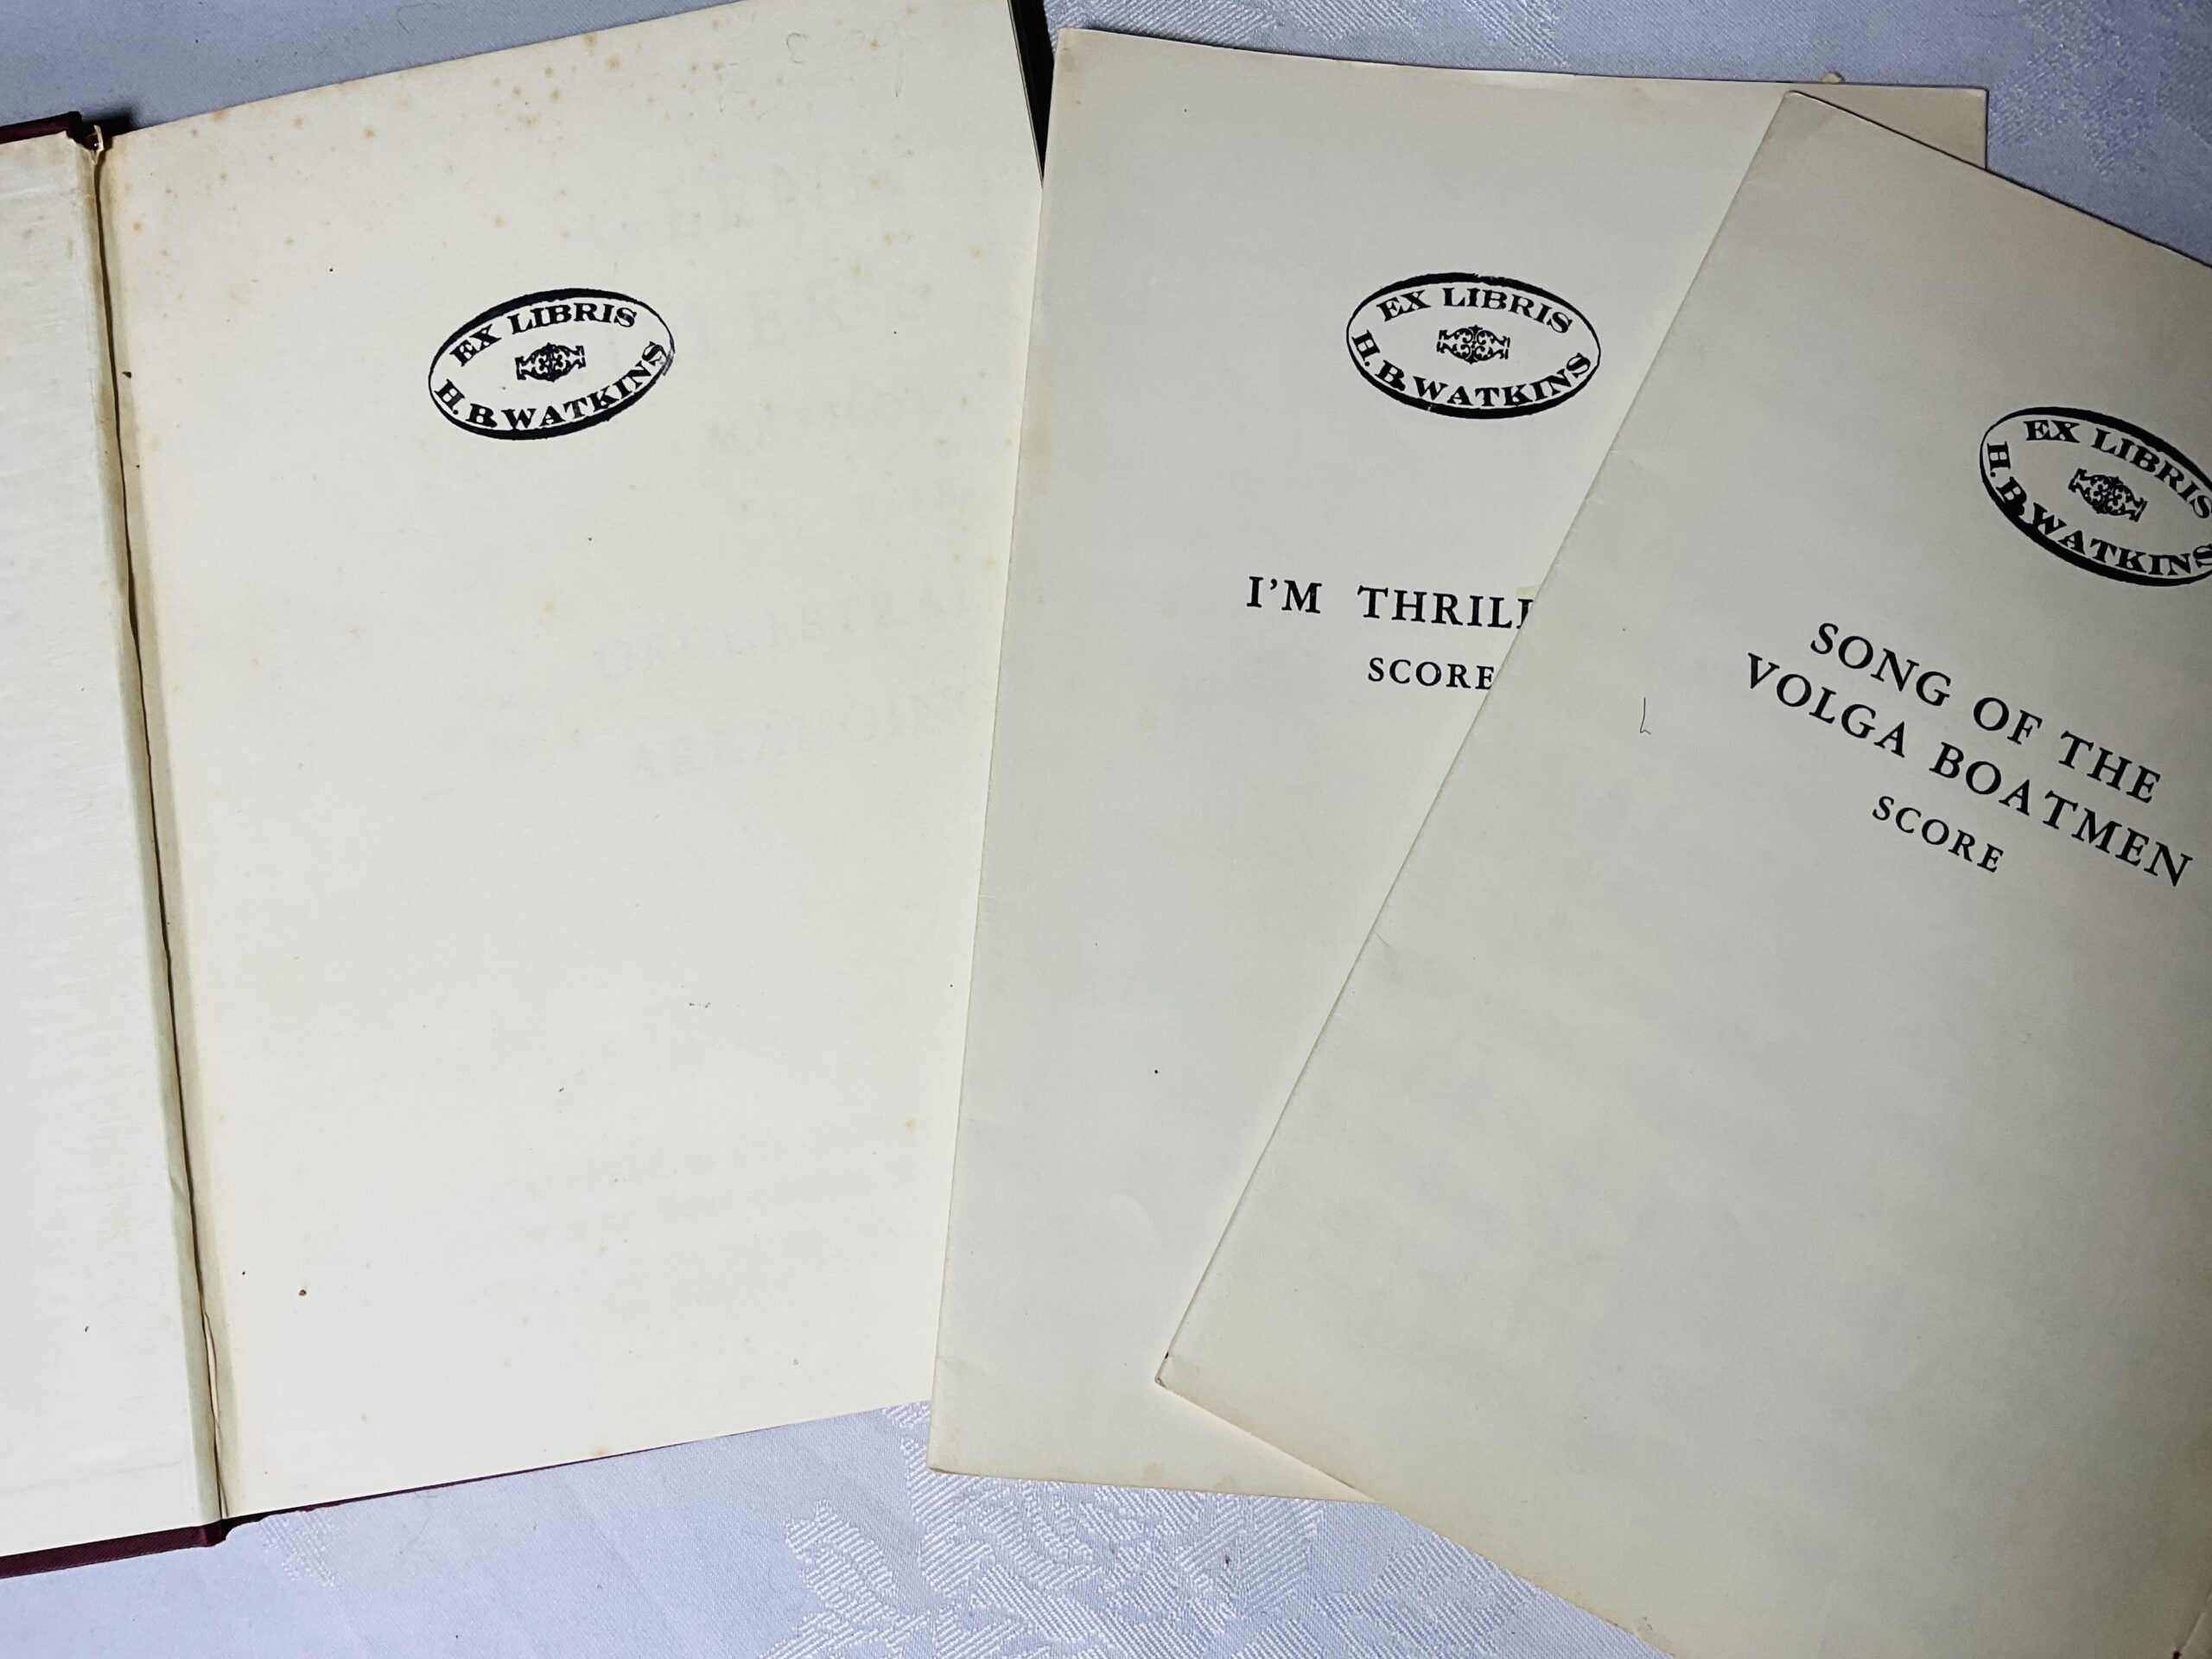 EX LIBRIS
H. B. WATKINS
EX LIBRIS
H. B. WATKINS
I'M THRILL
SCORE
EX LIBRIS
H. B. WATKINS
SONG OF THE
VOLGA BOATMEN
SCORE